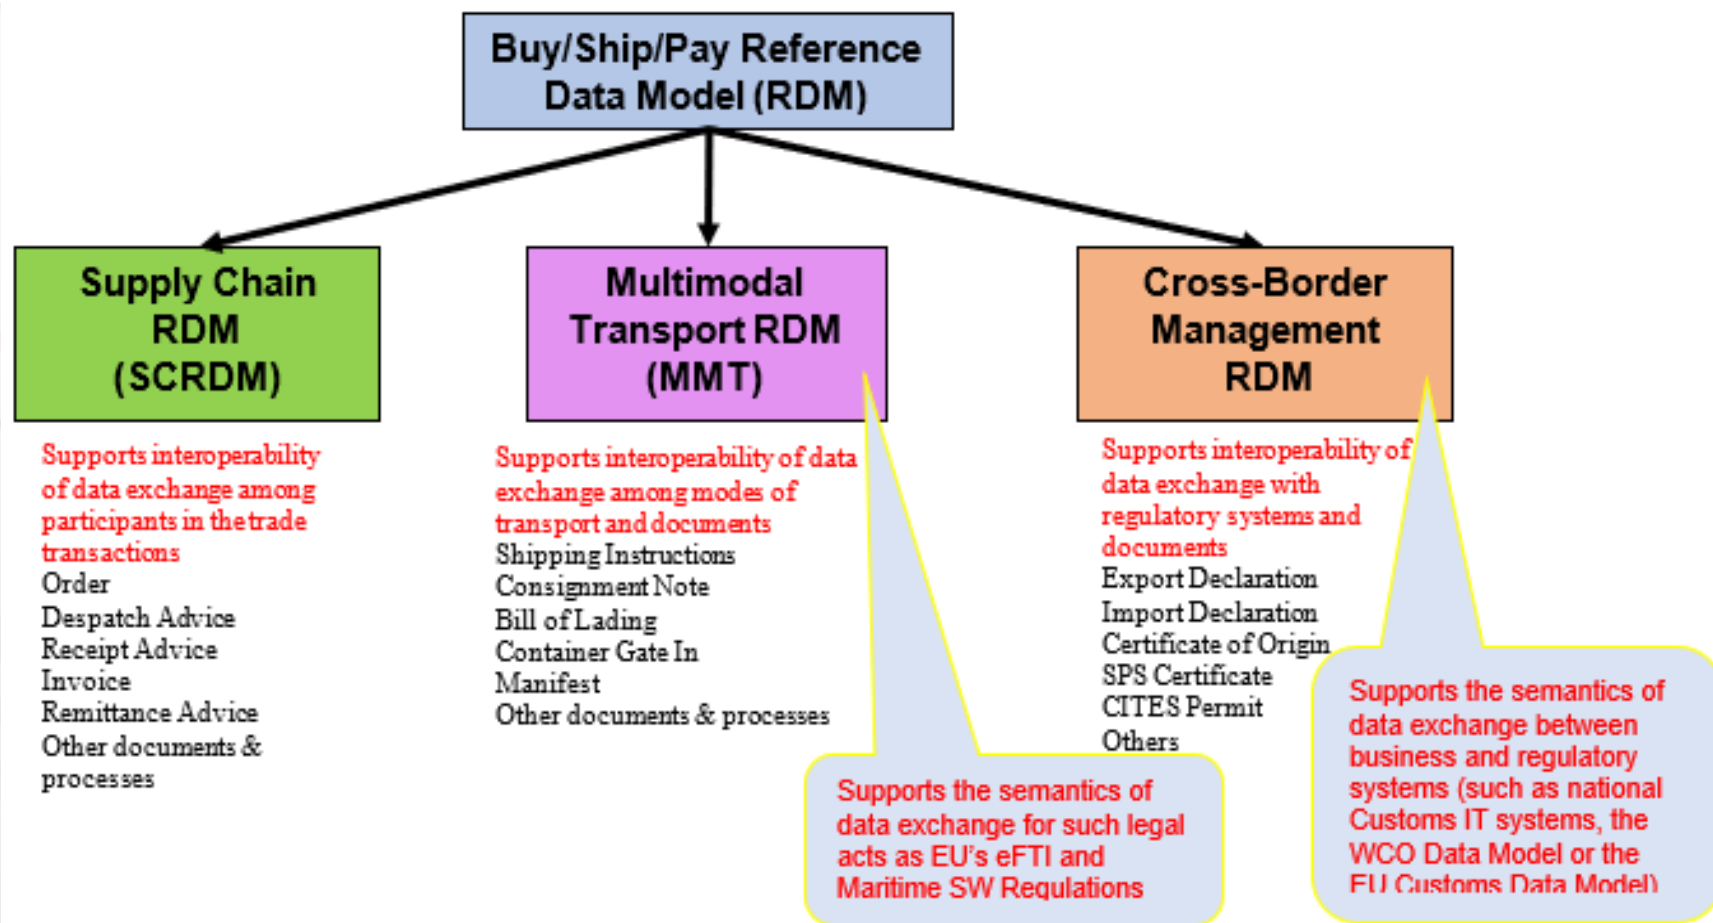 Buy/Ship/Pay Reference
Data Model (RDM)
Supply Chain
RDM
(SCRDM)
Supports interoperability
of data exchange among
participants in the trade
transactions
Order
Despatch Advice
Receipt Advice
Invoice
Remittance Advice
Other documents &
processes
Multimodal
Transport RDM
(MMT)
Supports interoperability of data
exchange among modes of
transport and documents
Shipping Instructions
Consignment Note
Bill of Lading
Container Gate In
Manifest
Other documents & processes
Supports the semantics of
data exchange for such legal
acts as EU's eFTI and
Maritime SW Regulations
Cross-Border
Management
RDM
Supports interoperability of
data exchange with
regulatory systems and
documents
Export Declaration
Import Declaration
Certificate of Origin
SPS Certificate
CITES Permit
Others
Supports the semantics of
data exchange between
business and regulatory
systems (such as national
Customs IT systems, the
WCO Data Model or the
EU Customs Data Model)